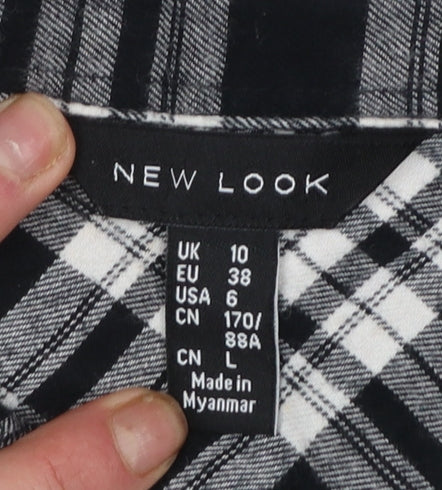 NEW LOOK
UK 10
EU 38
USA 6
CN 170/
88A
CN L
Made in
Myanmar